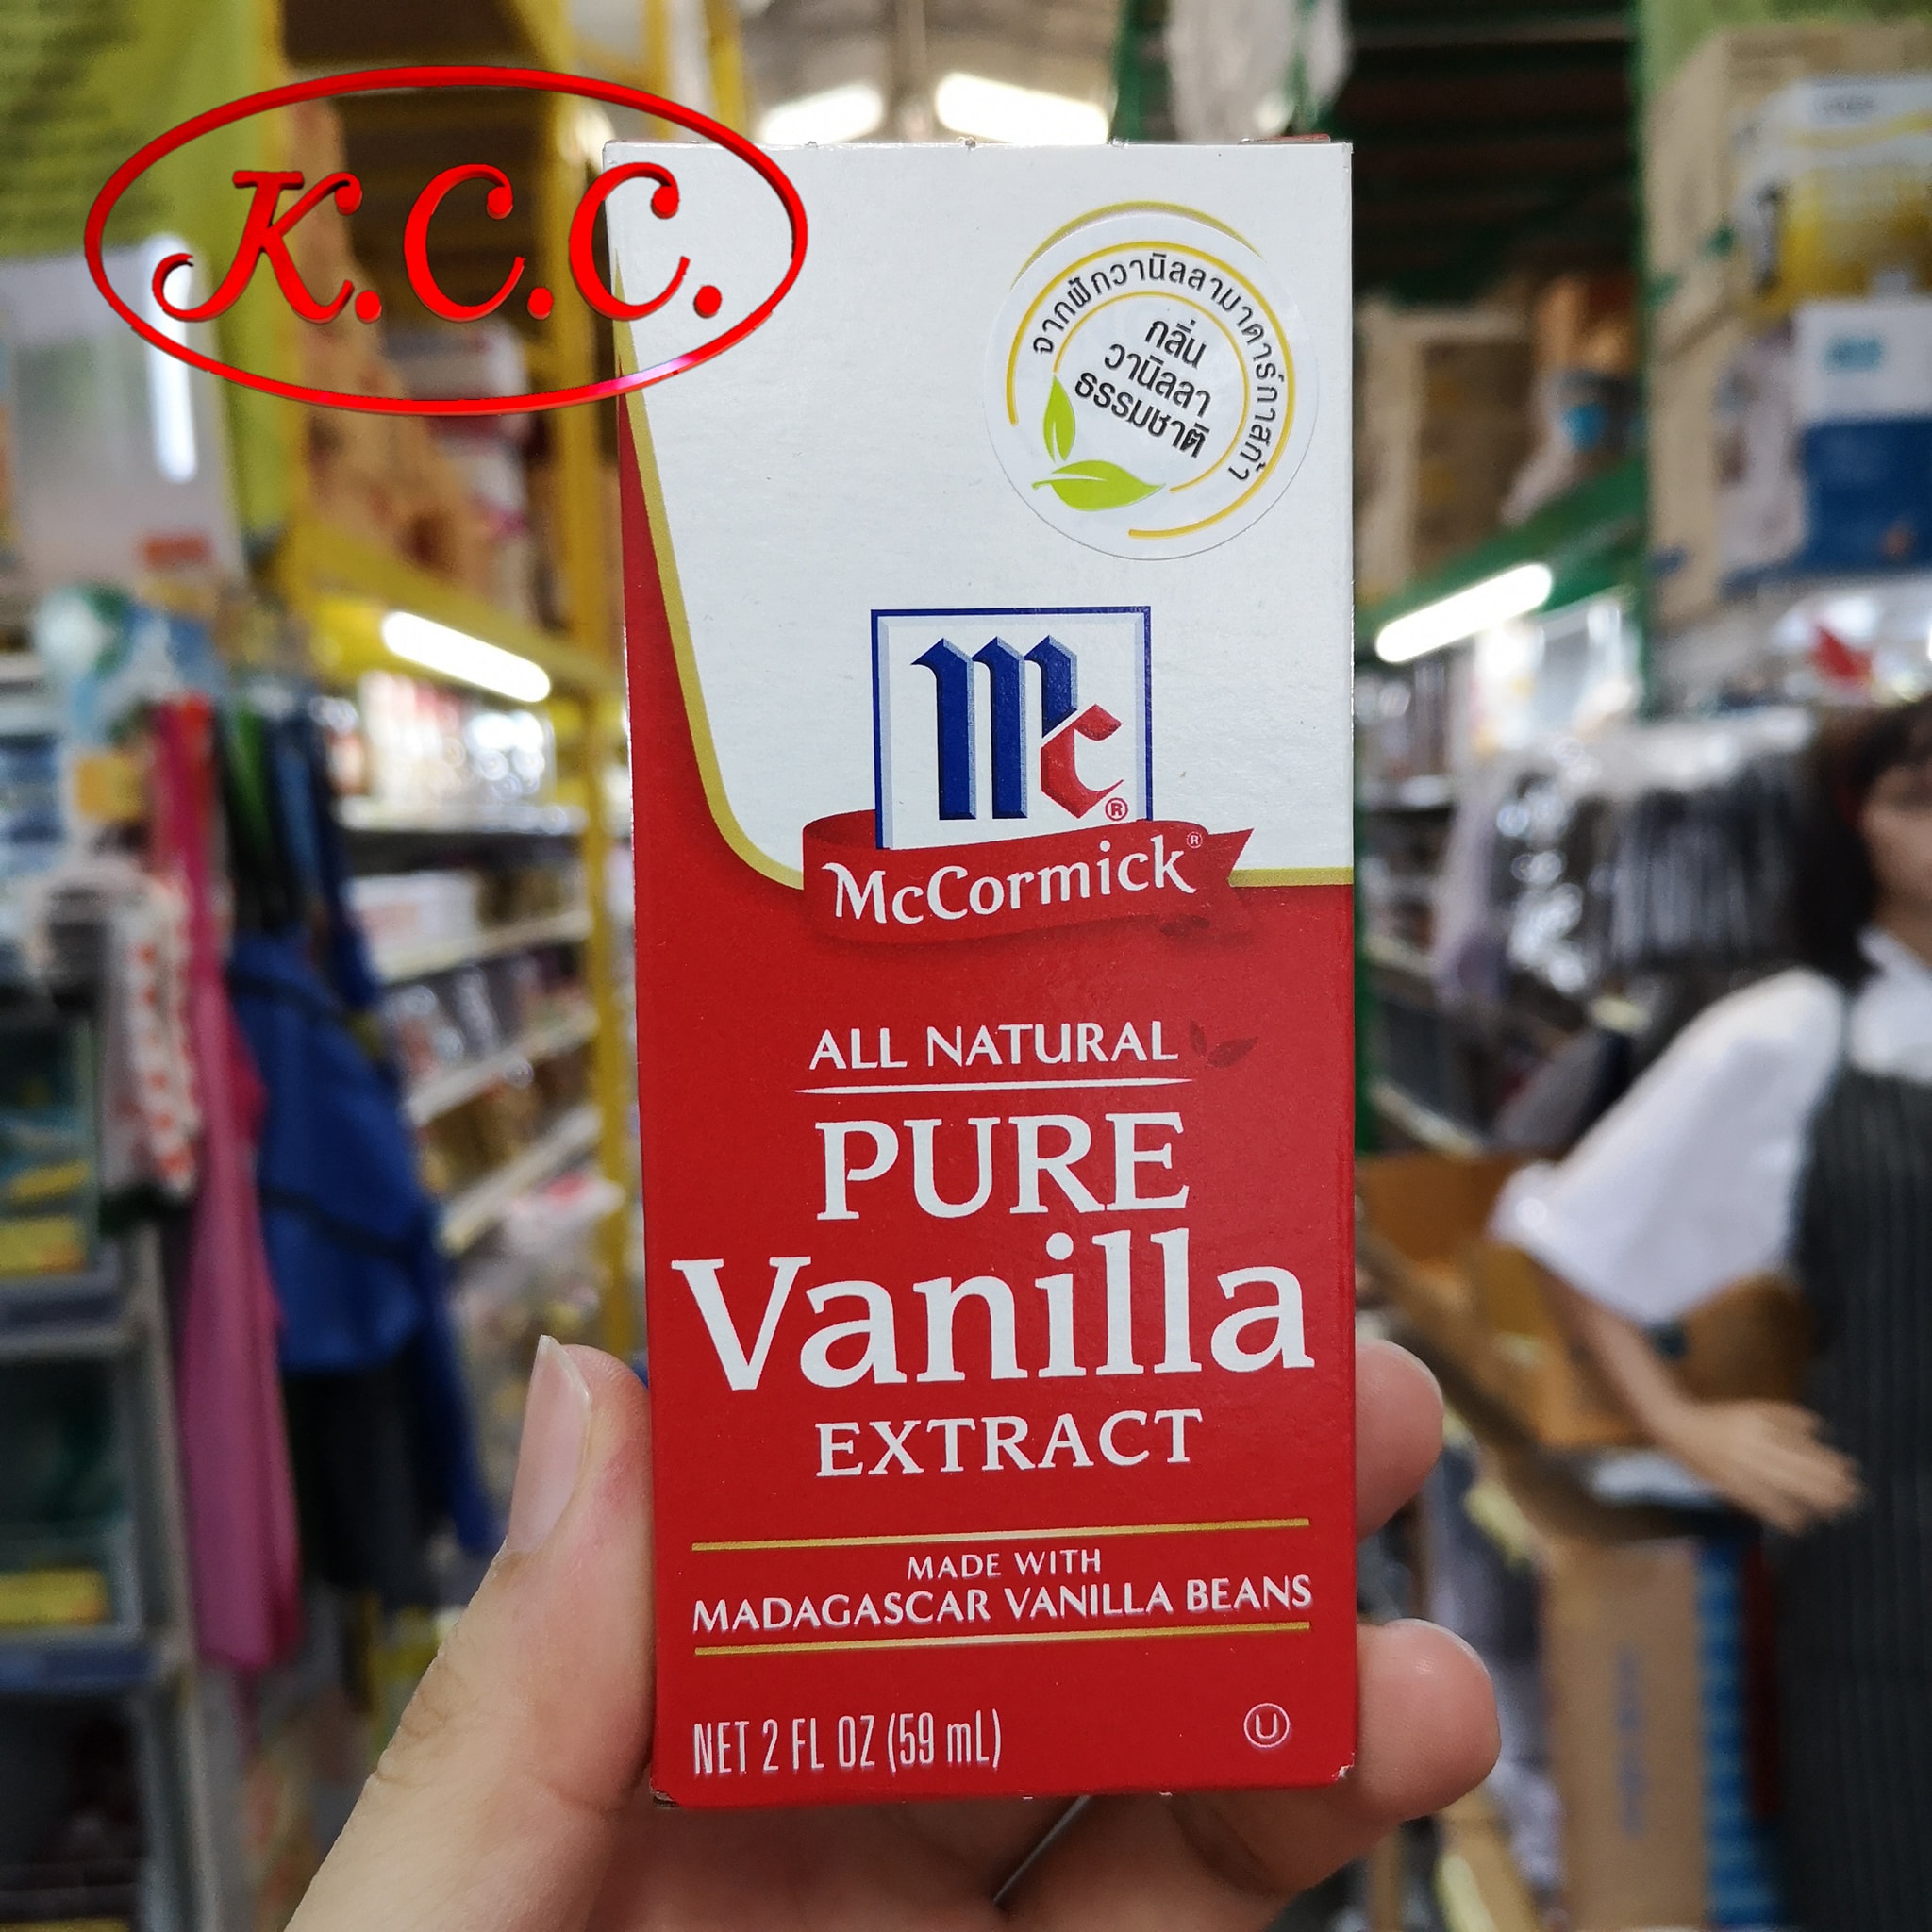 K.C.C.
จากฝักวานิลลามาดาร์กาสก้า
กลิ่น
วานิลลา
ธรรมชาติ
Mc®
McCormick®
ALL NATURAL
PURE
Vanilla
EXTRACT
MADE WITH
MADAGASCAR VANILLA BEANS
NET 2 FL OZ (59 mL)
U